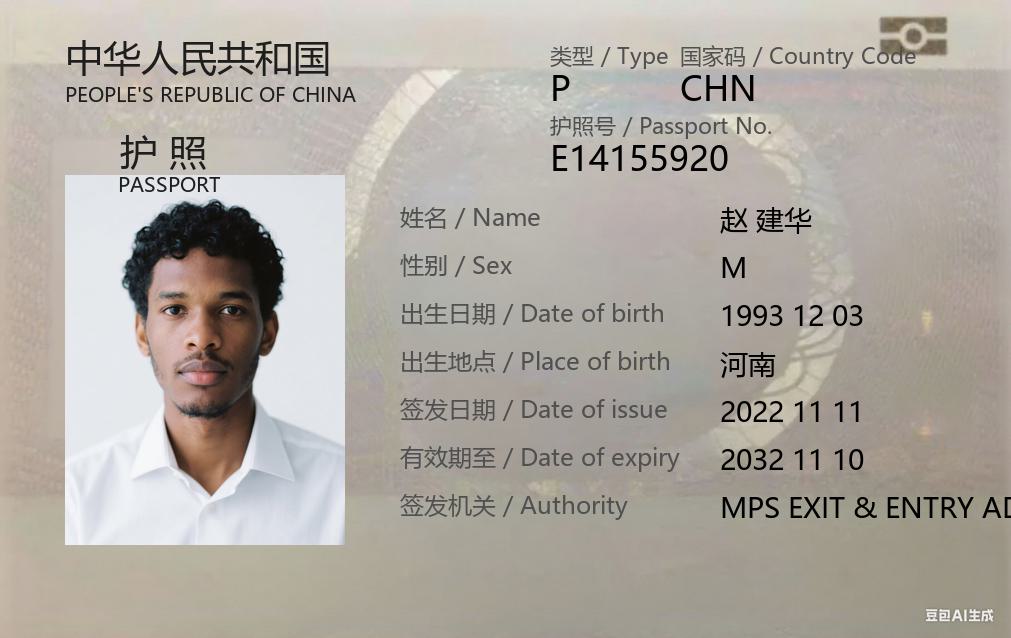 中华人民共和国
PEOPLE'S REPUBLIC OF CHINA
护 照
PASSPORT
类型 / Type 国家码 / Country Code
P CHN
护照号 / Passport No.
E14155920
姓名 / Name 赵 建华
性别 / Sex M
出生日期 / Date of birth 1993 12 03
出生地点 / Place of birth 河南
签发日期 / Date of issue 2022 11 11
有效期至 / Date of expiry 2032 11 10
签发机关 / Authority MPS EXIT & ENTRY AD
豆包AI生成